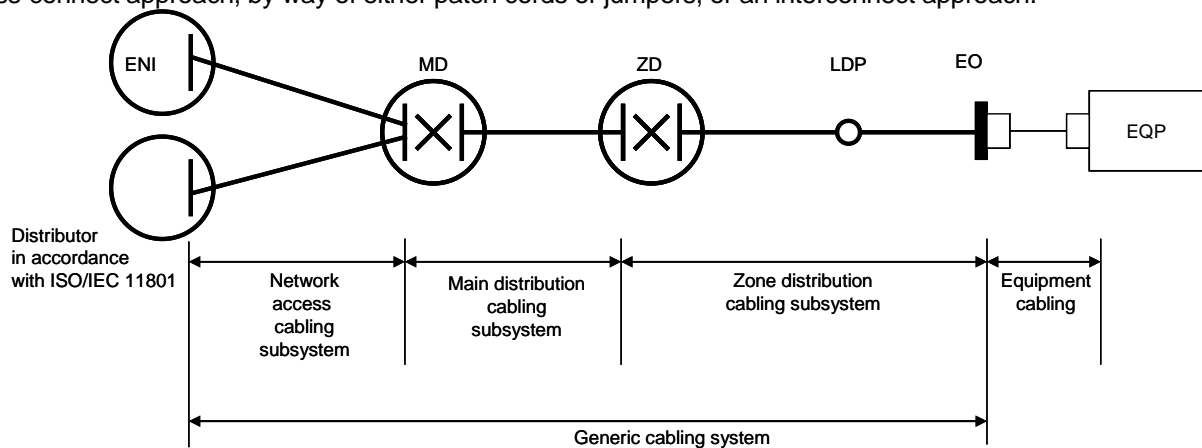 cross-connect approach, by way of either patch cords or jumpers, or an interconnect approach.
ENI
MD
ZD
LDP
EO
EQP
Distributor
in accordance
with ISO/IEC 11801
Network
access
cabling
subsystem
Main distribution
cabling
subsystem
Zone distribution
cabling subsystem
Equipment
cabling
Generic cabling system